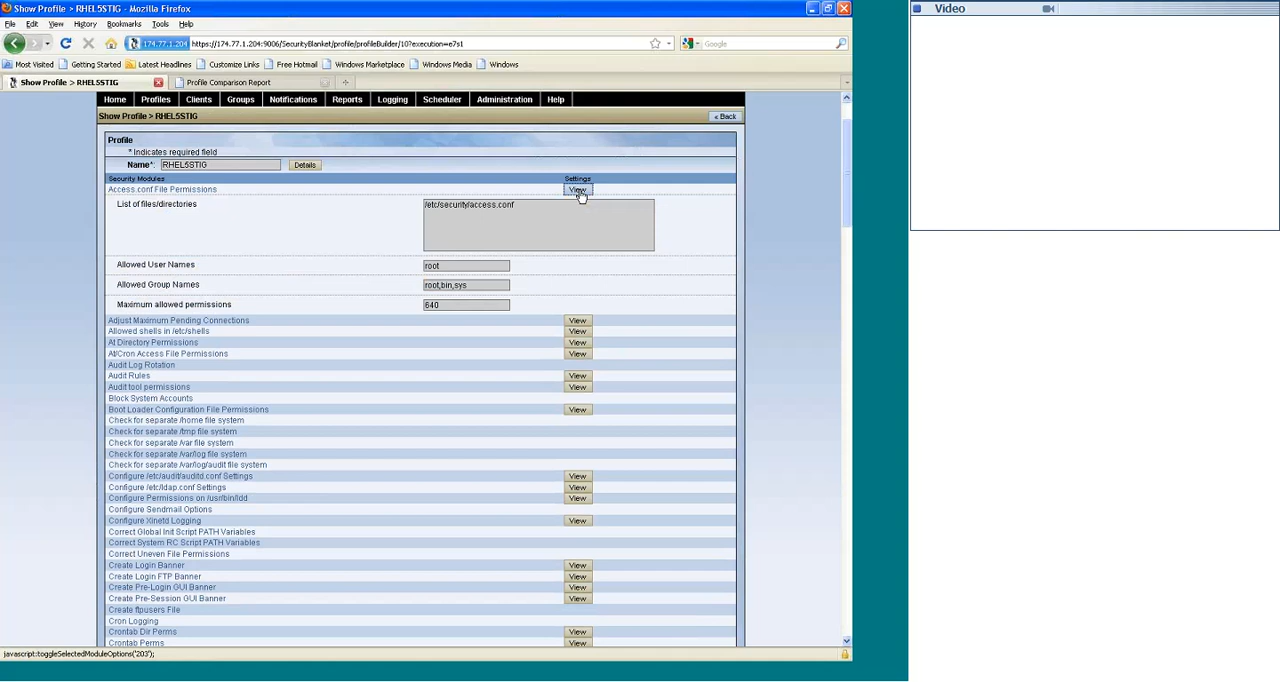 Show Profile > RHEL5STIG - Mozilla Firefox
File Edit View History Bookmarks Tools Help
174.77.1.204 https://174.77.1.204:9006/SecurityBlanket/profile/profileBuilder/10?execution=e7s1 Google
Most Visited Getting Started Latest Headlines Customize Links Free Hotmail Windows Marketplace Windows Media Windows
Show Profile > RHEL5STIG Profile Comparison Report
Home Profiles Clients Groups Notifications Reports Logging Scheduler Administration Help
Show Profile > RHEL5STIG « Back
Profile
* Indicates required field
Name*: RHEL5STIG Details
Security Modules Settings
Access.conf File Permissions View
List of files/directories /etc/security/access.conf
Allowed User Names root
Allowed Group Names root,bin,sys
Maximum allowed permissions 640
Adjust Maximum Pending Connections View
Allowed shells in /etc/shells View
At Directory Permissions View
At/Cron Access File Permissions View
Audit Log Rotation
Audit Rules View
Audit tool permissions View
Block System Accounts
Boot Loader Configuration File Permissions View
Check for separate /home file system
Check for separate /tmp file system
Check for separate /var file system
Check for separate /var/log file system
Check for separate /var/log/audit file system
Configure /etc/audit/auditd.conf Settings View
Configure /etc/ldap.conf Settings View
Configure Permissions on /usr/bin/ldd View
Configure Sendmail Options
Configure Xinetd Logging View
Correct Global Init Script PATH Variables
Correct System RC Script PATH Variables
Correct Uneven File Permissions
Create Login Banner View
Create Login FTP Banner View
Create Pre-Login GUI Banner View
Create Pre-Session GUI Banner View
Create ftpusers File
Cron Logging
Crontab Dir Perms View
Crontab Perms View
javascript:toggleSelectedModuleOptions('203');
Video